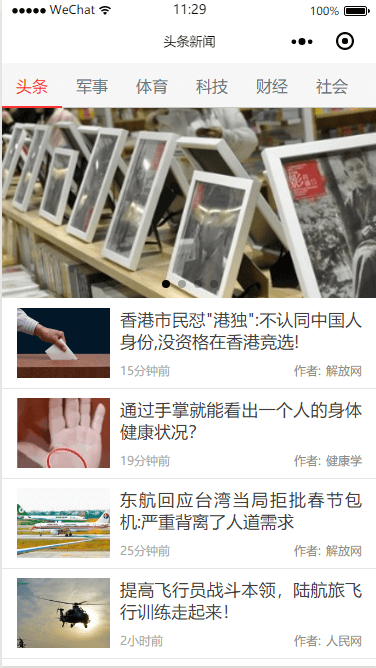 WeChat 11:29 100%
头条新闻
头条 军事 体育 科技 财经 社会
香港市民怼"港独":不认同中国人
身份,没资格在香港竞选!
15分钟前 作者: 解放网
通过手掌就能看出一个人的身体
健康状况?
19分钟前 作者: 健康学
东航回应台湾当局拒批春节包
机:严重背离了人道需求
25分钟前 作者: 解放网
提高飞行员战斗本领，陆航旅飞
行训练走起来！
2小时前 作者: 人民网